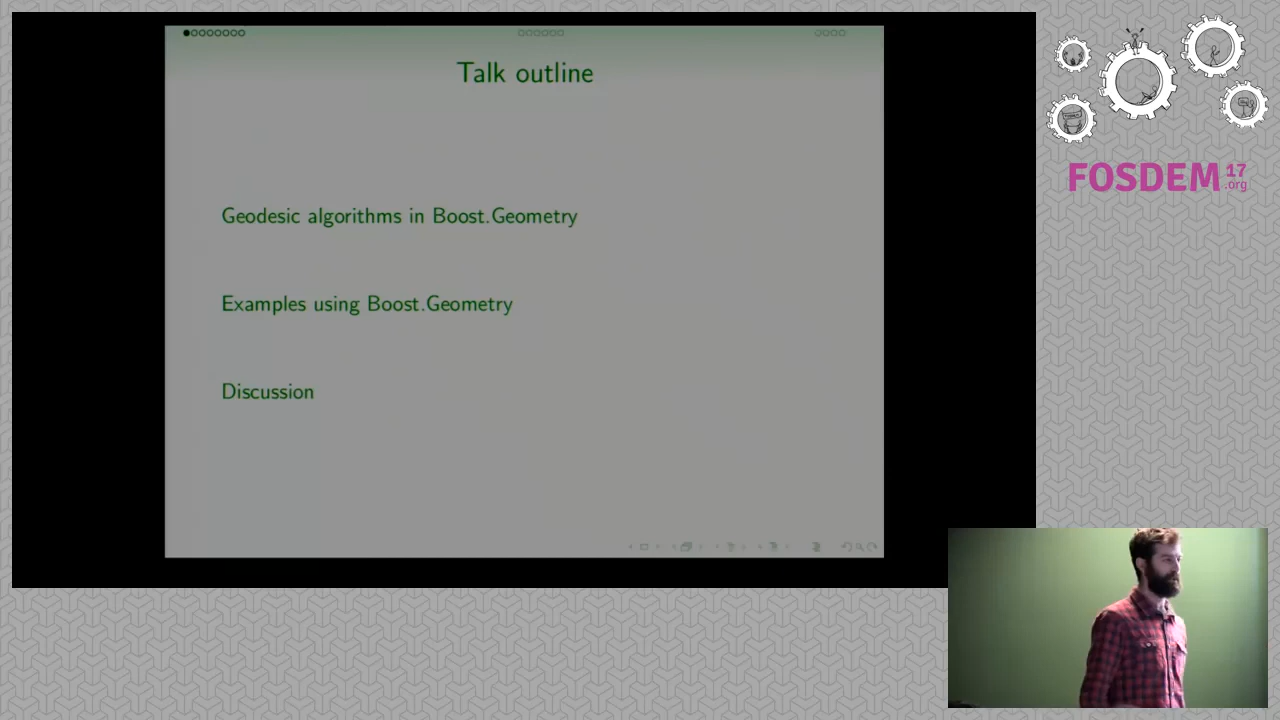 Talk outline
Geodesic algorithms in Boost.Geometry
Examples using Boost.Geometry
Discussion
FOSDEM 17
.org